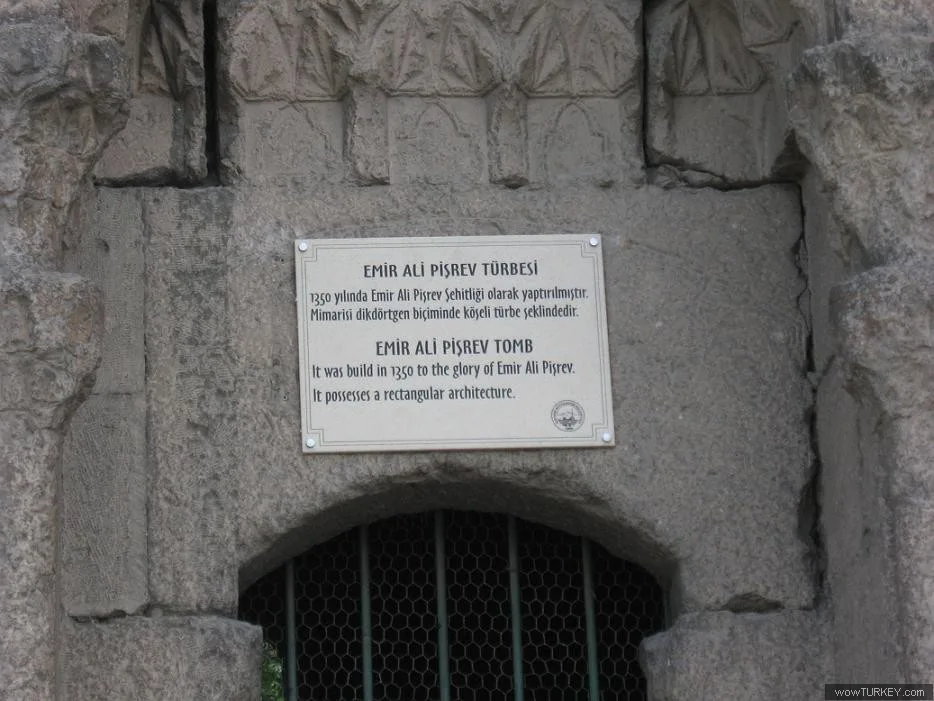 EMİR ALİ PİŞREV TÜRBESİ
1350 yılında Emir Ali Pişrev Şehitliği olarak yaptırılmıştır.
Mimarisi dikdörtgen biçiminde köşeli türbe şeklindedir.
EMİR ALİ PİŞREV TOMB
It was build in 1350 to the glory of Emir Ali Pişrev.
It possesses a rectangular architecture.
wowTURKEY.com